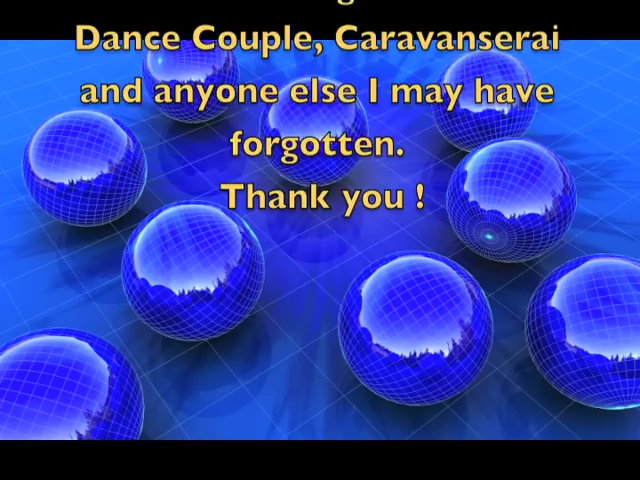 Dance Couple, Caravanserai
and anyone else I may have
forgotten.
Thank you !